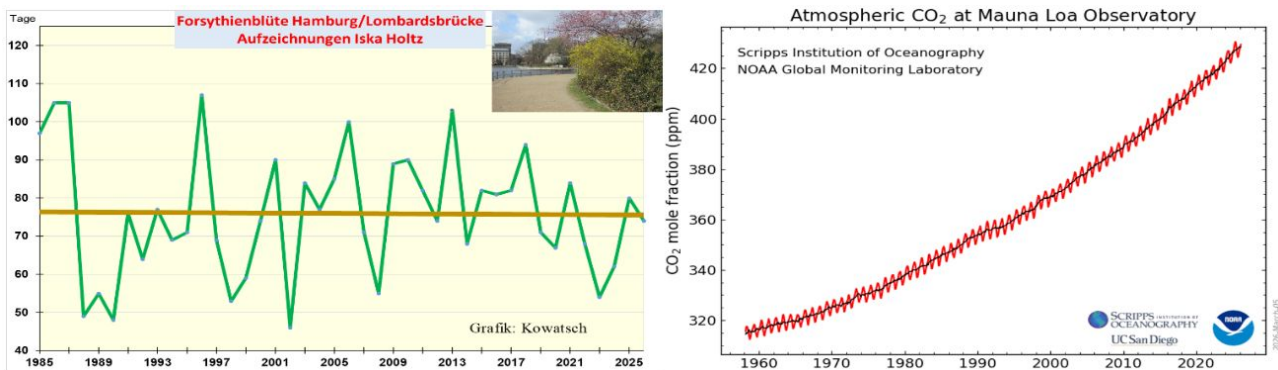 Tage
Forsythienblüte Hamburg/Lombardsbrücke
Aufzeichnungen Iska Holtz
120
110
100
90
80
70
60
50
40
Grafik: Kowatsch
1985
1989
1993
1997
2001
2005
2009
2013
2017
2021
2025
Atmospheric CO₂ at Mauna Loa Observatory
Scripps Institution of Oceanography
NOAA Global Monitoring Laboratory
CO₂ mole fraction (ppm)
420
400
380
360
340
320
1960
1970
1980
1990
2000
2010
2020
SCRIPPS INSTITUTION OF
OCEANOGRAPHY
UC San Diego
NOAA